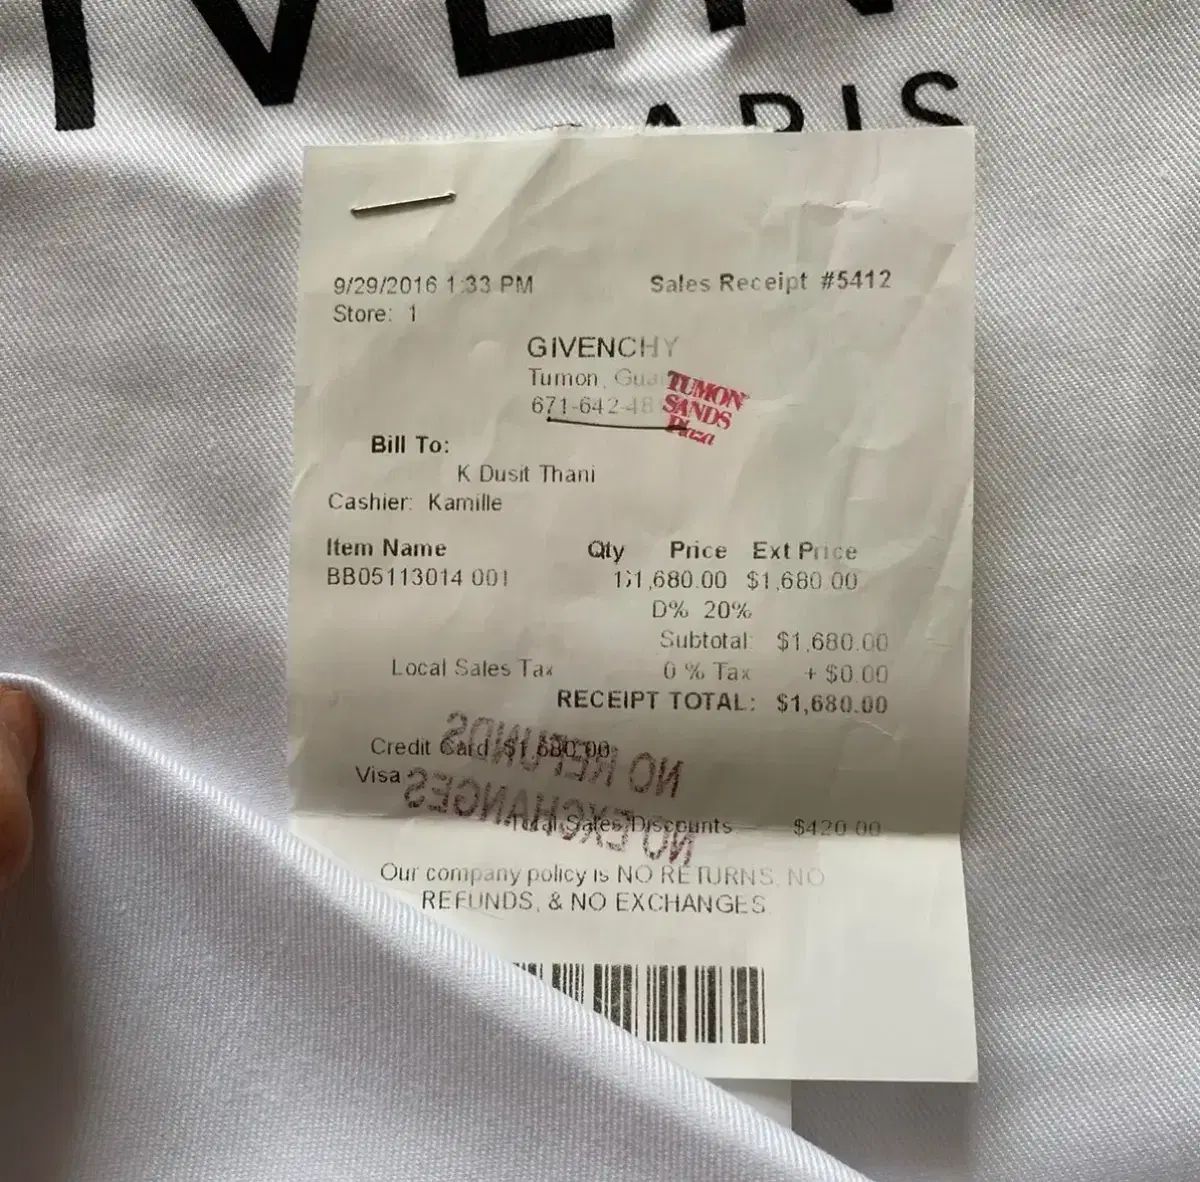 IVEN
PARIS
9/29/2016 1:33 PM Sales Receipt #5412
Store: 1
GIVENCHY
Tumon, Gua
671-642-48
TUMON
SANDS
Plaza
Bill To:
K Dusit Thani
Cashier: Kamille
Item Name Qty Price Ext Price
BB05113014 001 1 $1,680.00 $1,680.00
D% 20%
Subtotal: $1,680.00
Local Sales Tax 0 % Tax + $0.00
RECEIPT TOTAL: $1,680.00
Credit Card $1,680.00
Visa
NO REFUNDS
NO EXCHANGES
Total Sales Discounts $420.00
Our company policy is NO RETURNS, NO
REFUNDS, & NO EXCHANGES.